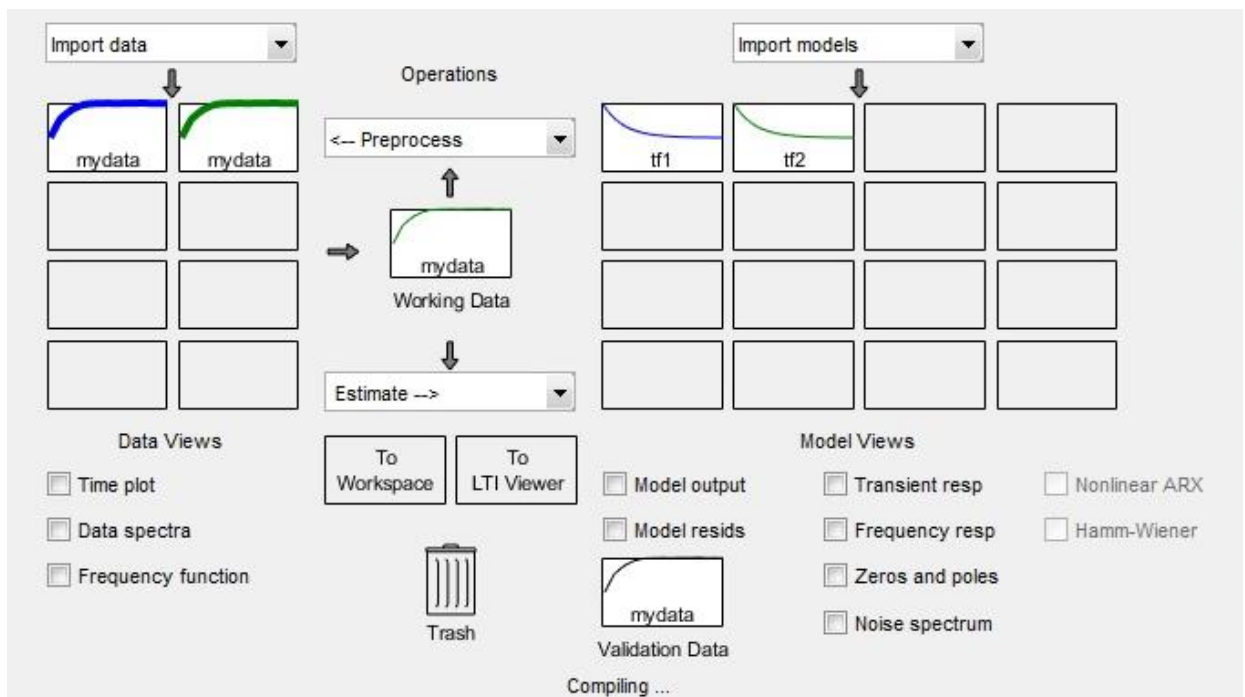 Import data
Import models
Operations
mydata
mydata
<-- Preprocess
tf1
tf2
mydata
Working Data
Estimate -->
Data Views
Time plot
Data spectra
Frequency function
To
Workspace
To
LTI Viewer
Trash
Model Views
Model output
Transient resp
Nonlinear ARX
Model resids
Frequency resp
Hamm-Wiener
Zeros and poles
mydata
Noise spectrum
Validation Data
Compiling ...